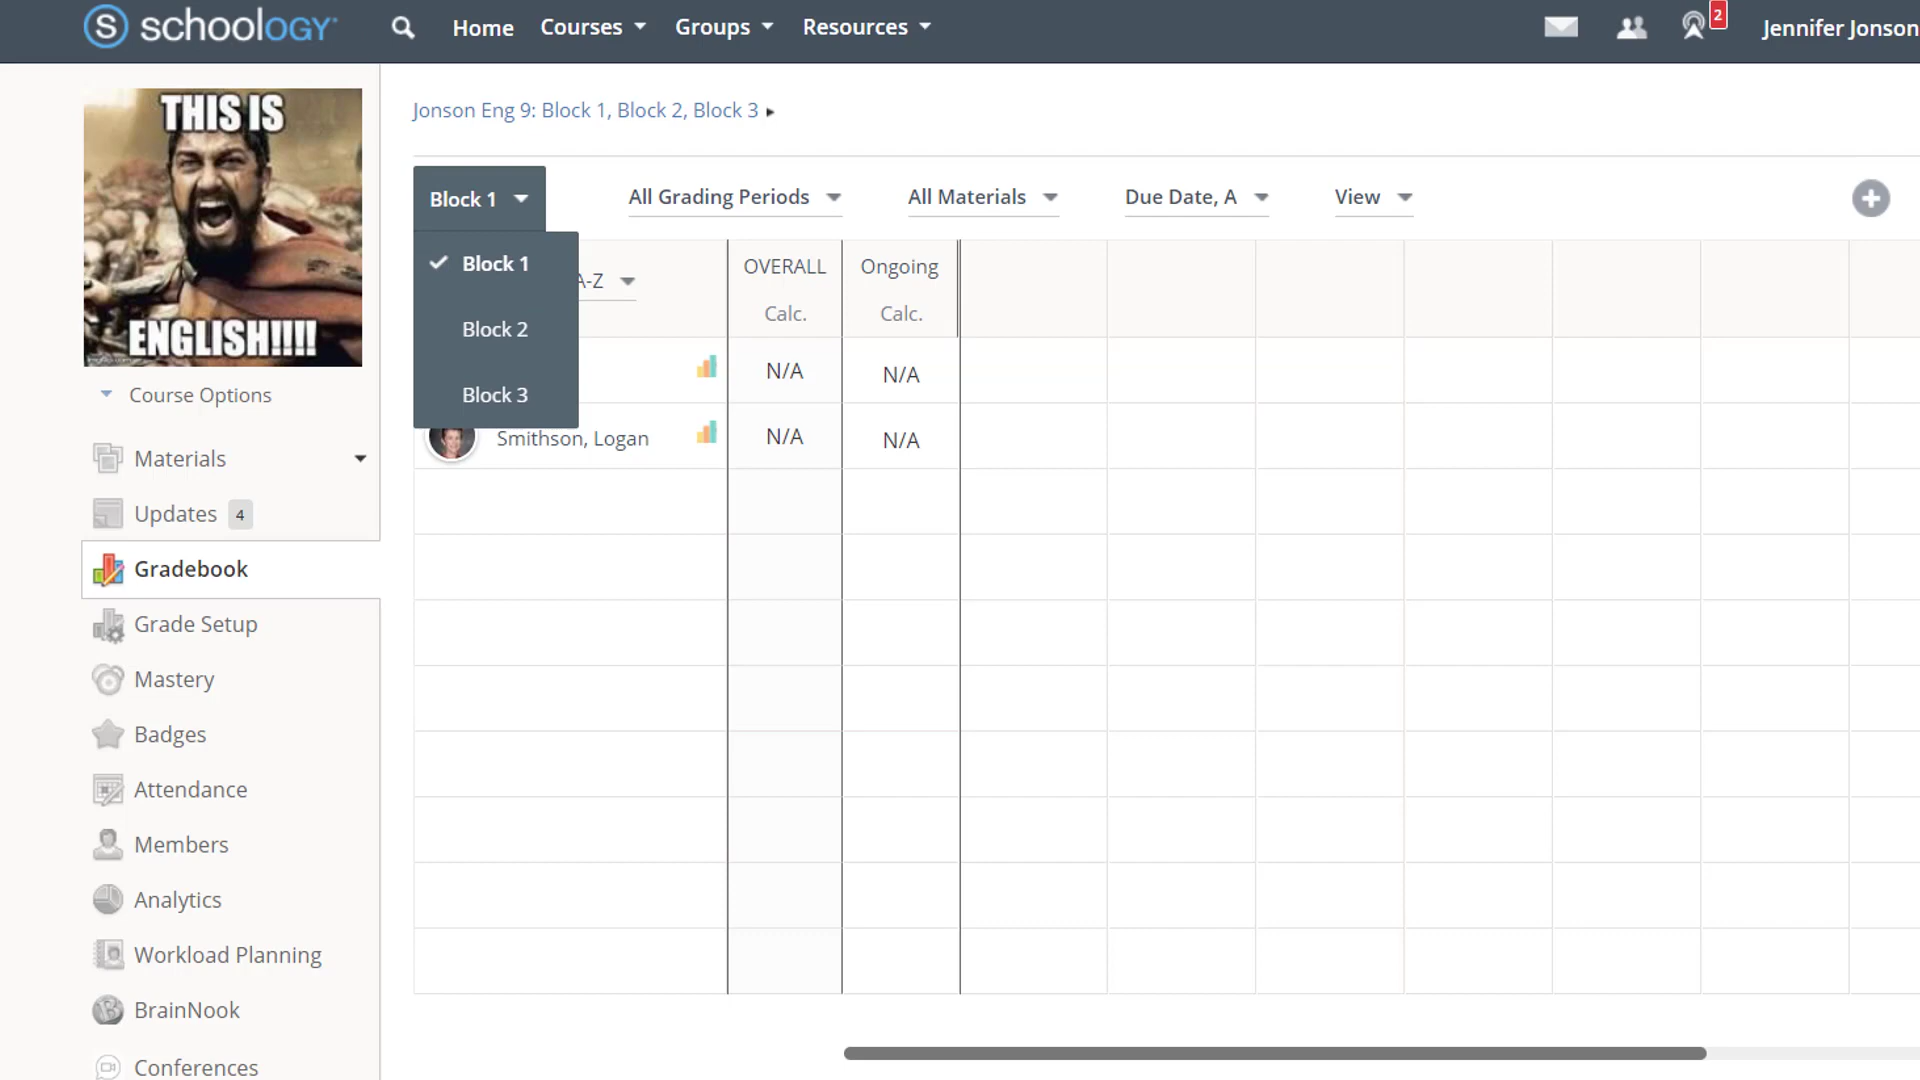 schoology
Home
Courses
Groups
Resources
2
Jennifer Jonson
THIS IS
ENGLISH!!!!
Course Options
Materials
Updates 4
Gradebook
Grade Setup
Mastery
Badges
Attendance
Members
Analytics
Workload Planning
BrainNook
Conferences
Jonson Eng 9: Block 1, Block 2, Block 3
Block 1
All Grading Periods
All Materials
Due Date, A
View
Block 1
Block 2
Block 3
A-Z
OVERALL
Calc.
Ongoing
Calc.
N/A
N/A
Smithson, Logan
N/A
N/A